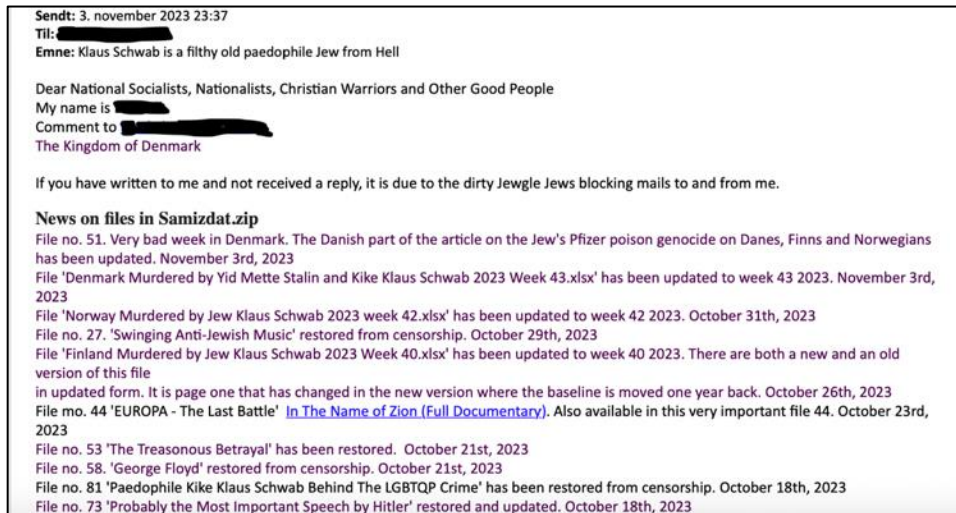 Sendt: 3. november 2023 23:37
Til:
Emne: Klaus Schwab is a filthy old paedophile Jew from Hell
Dear National Socialists, Nationalists, Christian Warriors and Other Good People
My name is
Comment to
The Kingdom of Denmark
If you have written to me and not received a reply, it is due to the dirty Jewgle Jews blocking mails to and from me.
News on files in Samizdat.zip
File no. 51. Very bad week in Denmark. The Danish part of the article on the Jew's Pfizer poison genocide on Danes, Finns and Norwegians
has been updated. November 3rd, 2023
File 'Denmark Murdered by Yid Mette Stalin and Kike Klaus Schwab 2023 Week 43.xlsx' has been updated to week 43 2023. November 3rd,
2023
File 'Norway Murdered by Jew Klaus Schwab 2023 week 42.xlsx' has been updated to week 42 2023. October 31th, 2023
File no. 27. 'Swinging Anti-Jewish Music' restored from censorship. October 29th, 2023
File 'Finland Murdered by Jew Klaus Schwab 2023 Week 40.xlsx' has been updated to week 40 2023. There are both a new and an old
version of this file
in updated form. It is page one that has changed in the new version where the baseline is moved one year back. October 26th, 2023
File mo. 44 'EUROPA - The Last Battle' In The Name of Zion (Full Documentary). Also available in this very important file 44. October 23rd,
2023
File no. 53 'The Treasonous Betrayal' has been restored. October 21st, 2023
File no. 58. 'George Floyd' restored from censorship. October 21st, 2023
File no. 81 'Paedophile Kike Klaus Schwab Behind The LGBTQP Crime' has been restored from censorship. October 18th, 2023
File no. 73 'Probably the Most Important Speech by Hitler' restored and updated. October 18th, 2023